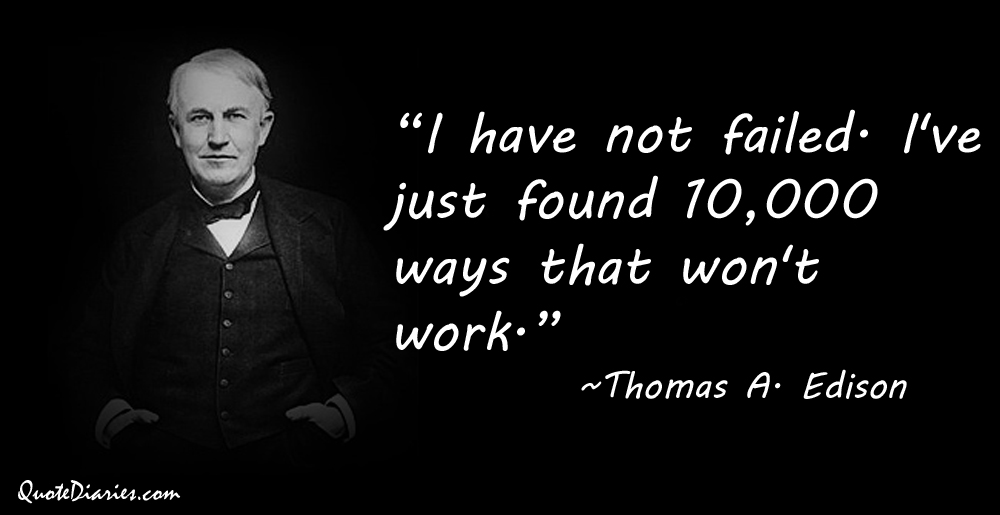 “I have not failed. I've
just found 10,000
ways that won't
work.”
~Thomas A. Edison
QuoteDiaries.com